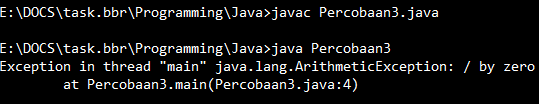 E:\DOCS\task.bbr\Programming\Java>javac Percobaan3.java
E:\DOCS\task.bbr\Programming\Java>java Percobaan3
Exception in thread "main" java.lang.ArithmeticException: / by zero
at Percobaan3.main(Percobaan3.java:4)